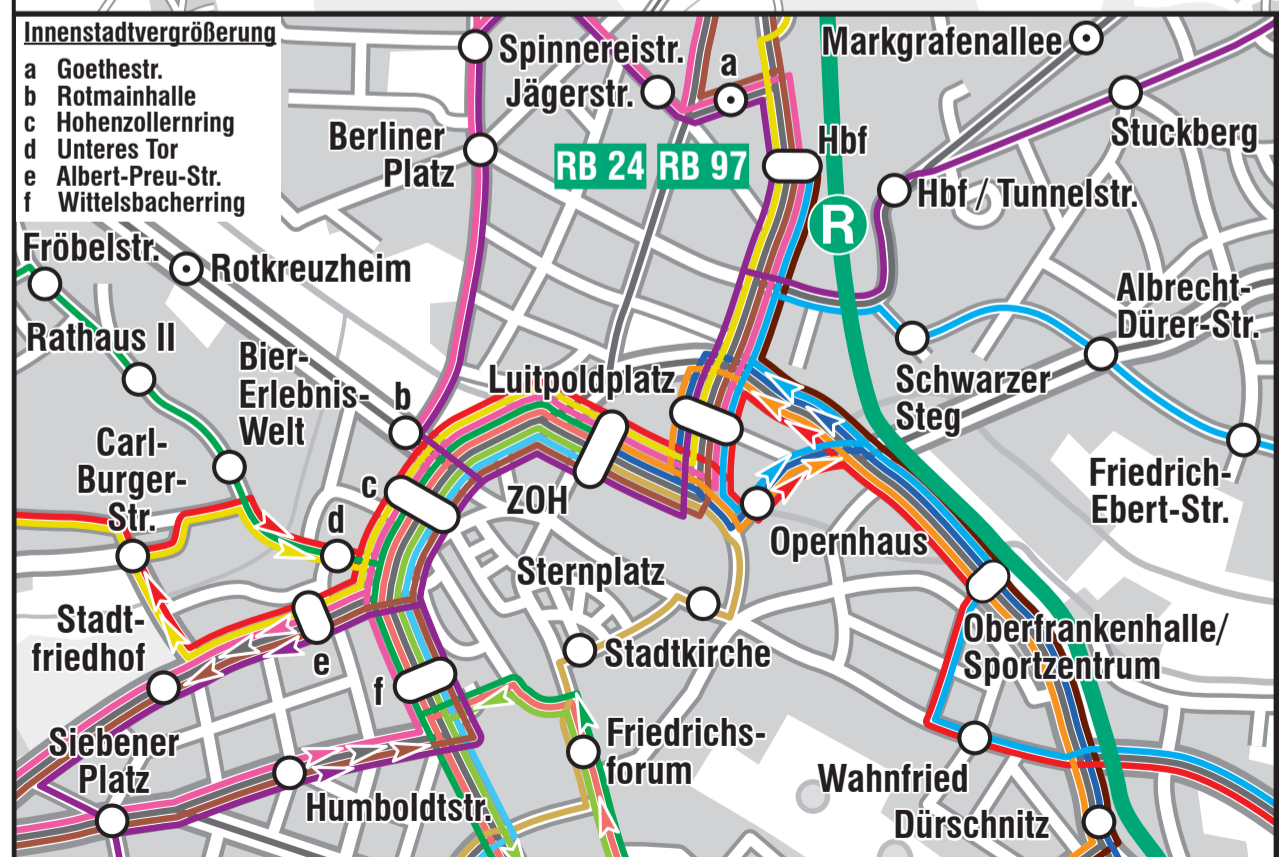 Innenstadtvergrößerung
a Goethestr.
b Rotmainhalle
c Hohenzollernring
d Unteres Tor
e Albert-Preu-Str.
f Wittelsbacherring
Spinnereistr.
Jägerstr.
a
Markgrafenallee
Stuckberg
Berliner
Platz
RB 24
RB 97
Hbf
Hbf / Tunnelstr.
R
Fröbelstr.
Rotkreuzheim
Rathaus II
Bier-
Erlebnis-
Welt
b
Luitpoldplatz
Albrecht-
Dürer-Str.
Schwarzer
Steg
Carl-
Burger-
Str.
c
ZOH
d
Opernhaus
Friedrich-
Ebert-Str.
Sternplatz
Stadt-
friedhof
e
Stadtkirche
Oberfrankenhalle/
Sportzentrum
f
Siebener
Platz
Humboldtstr.
Friedrichs-
forum
Wahnfried
Dürschnitz